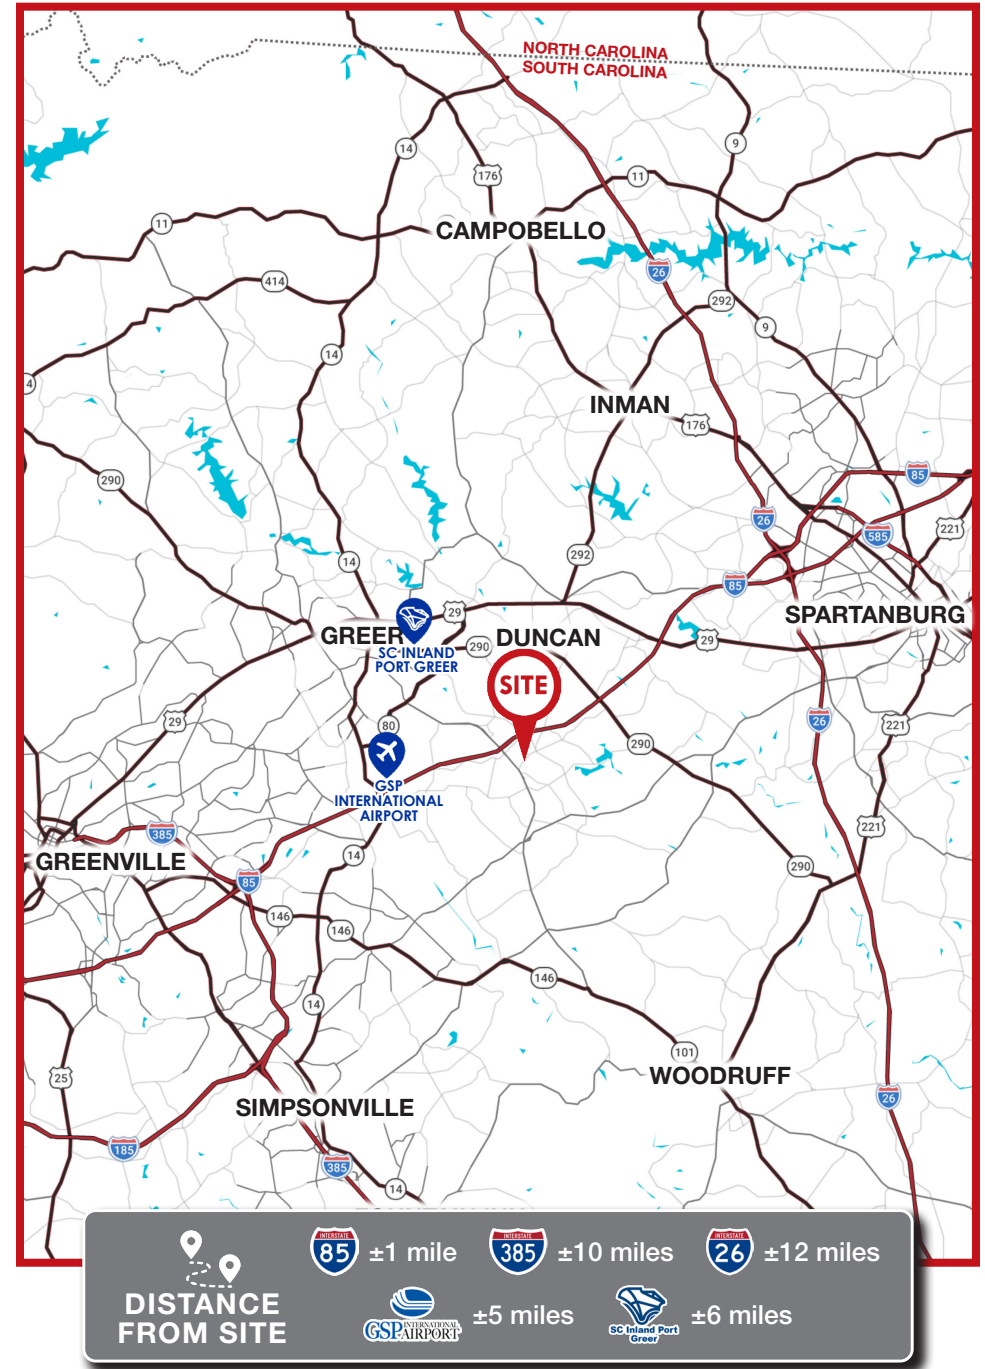 NORTH CAROLINA
SOUTH CAROLINA
14
176
9
11
11
CAMPOBELLO
26
414
292
9
14
4
INMAN
176
290
85
26
221
585
292
14
85
29
SPARTANBURG
GREER
DUNCAN
29
290
SC INLAND
PORT GREER
SITE
29
80
26
221
290
GSP
INTERNATIONAL
AIRPORT
385
221
14
GREENVILLE
290
85
146
146
146
14
101
25
WOODRUFF
26
SIMPSONVILLE
185
385
14
DISTANCE
FROM SITE
INTERSTATE
85
±1 mile
INTERSTATE
385
±10 miles
INTERSTATE
26
±12 miles
GSP INTERNATIONAL
AIRPORT
±5 miles
SC Inland Port
Greer
±6 miles